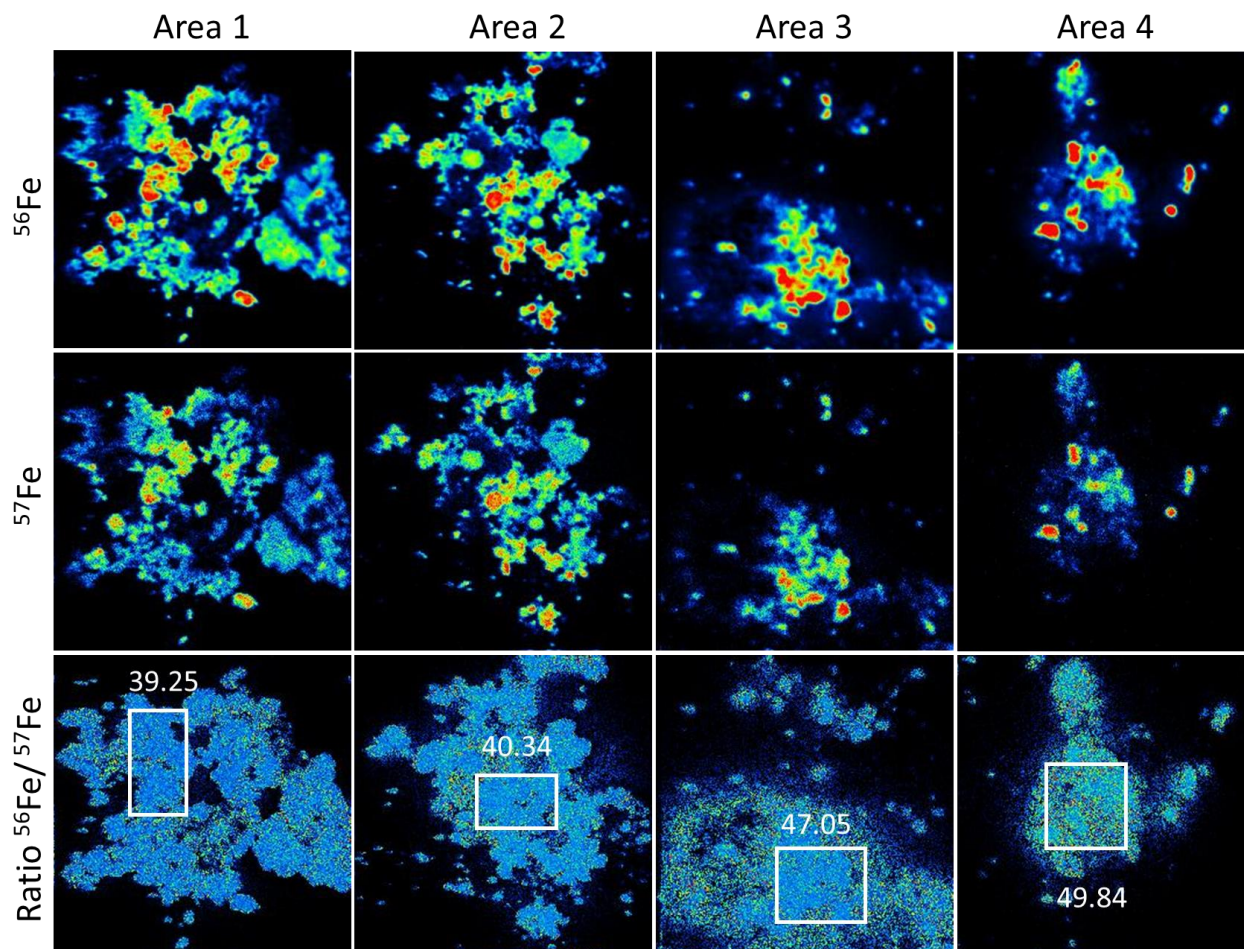 Area 1
Area 2
Area 3
Area 4
⁵⁶Fe
⁵⁷Fe
Ratio ⁵⁶Fe/ ⁵⁷Fe
39.25
40.34
47.05
49.84